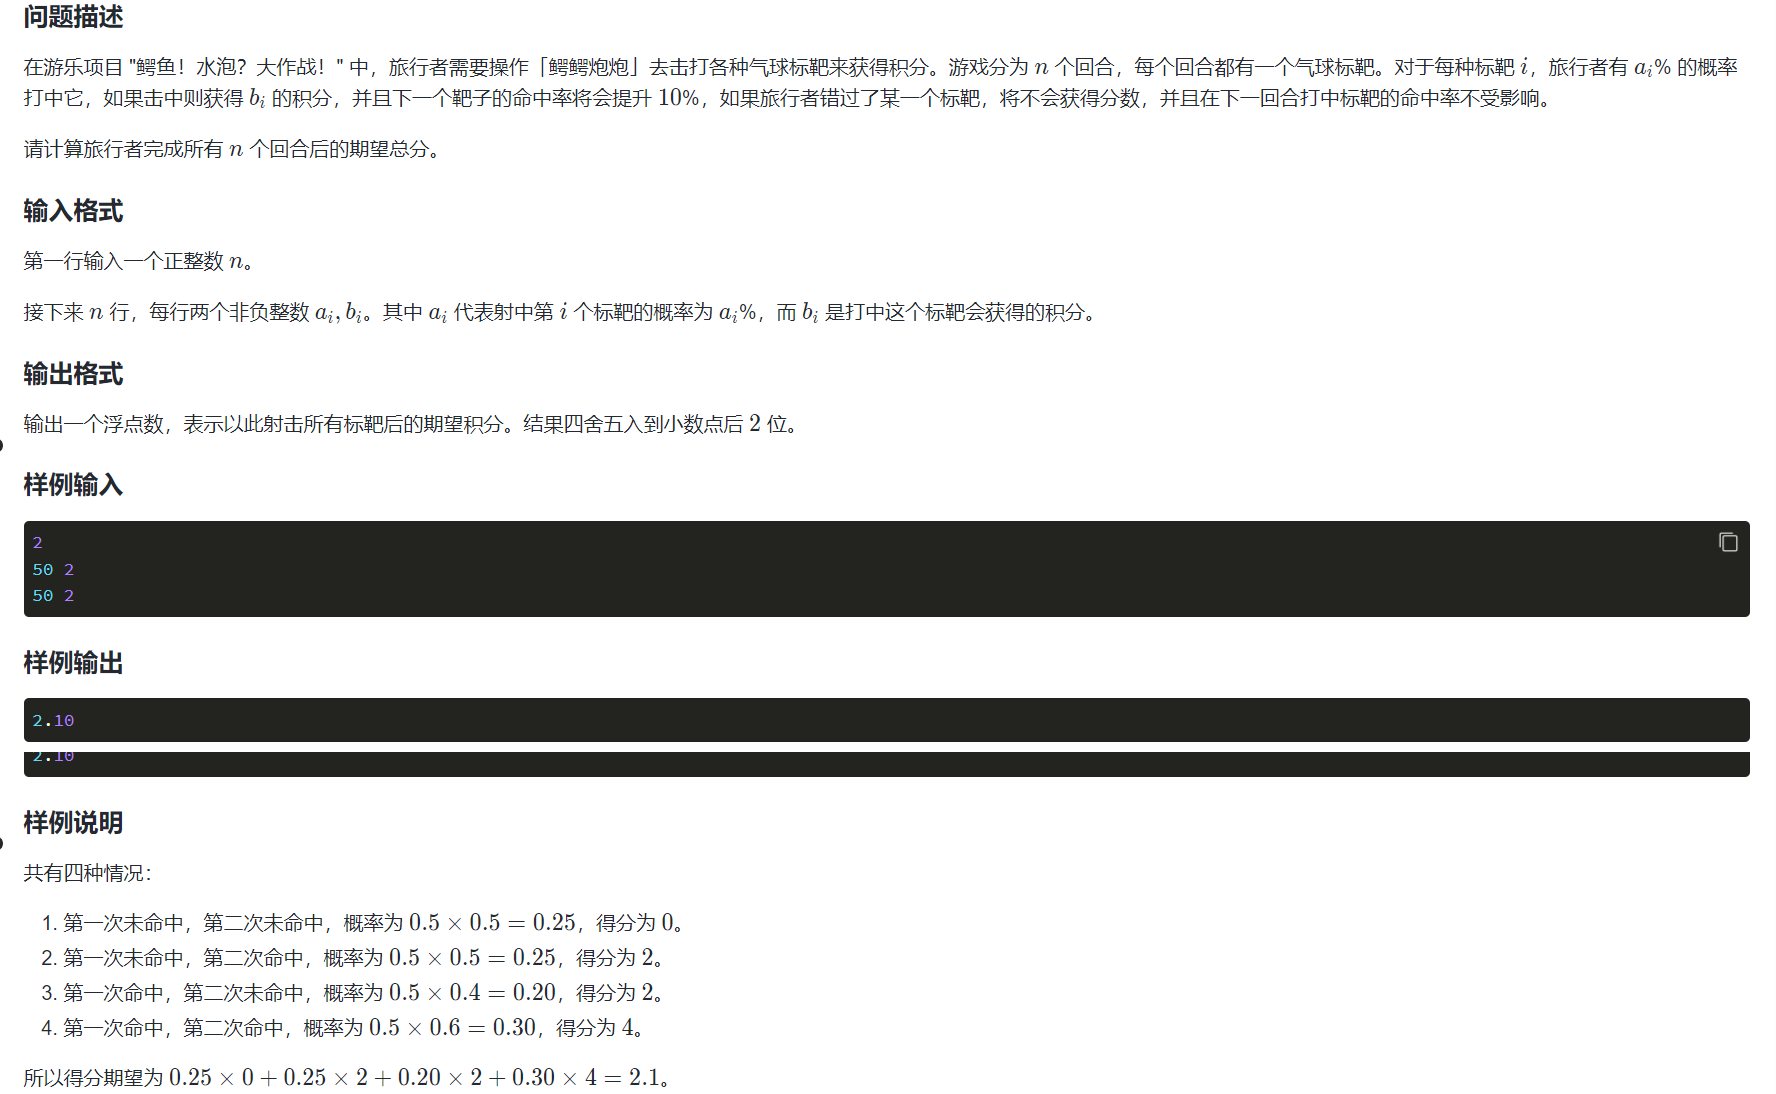 问题描述
在游乐项目 "鳄鱼！水泡？大作战！" 中，旅行者需要操作「鳄鳄炮炮」去击打各种气球标靶来获得积分。游戏分为 n 个回合，每个回合都有一个气球标靶。对于每种标靶 i，旅行者有 aᵢ% 的概率
打中它，如果击中则获得 bᵢ 的积分，并且下一个靶子的命中率将会提升 10%，如果旅行者错过了某一个标靶，将不会获得分数，并且在下一回合打中标靶的命中率不受影响。
请计算旅行者完成所有 n 个回合后的期望总分。
输入格式
第一行输入一个正整数 n。
接下来 n 行，每行两个非负整数 aᵢ, bᵢ。其中 aᵢ 代表射中第 i 个标靶的概率为 aᵢ%，而 bᵢ 是打中这个标靶会获得的积分。
输出格式
输出一个浮点数，表示以此射击所有标靶后的期望积分。结果四舍五入到小数点后 2 位。
样例输入
2
50 2
50 2
样例输出
2.10
2.10
样例说明
共有四种情况：
1. 第一次未命中，第二次未命中，概率为 0.5 × 0.5 = 0.25，得分为 0。
2. 第一次未命中，第二次命中，概率为 0.5 × 0.5 = 0.25，得分为 2。
3. 第一次命中，第二次未命中，概率为 0.5 × 0.4 = 0.20，得分为 2。
4. 第一次命中，第二次命中，概率为 0.5 × 0.6 = 0.30，得分为 4。
所以得分期望为 0.25 × 0 + 0.25 × 2 + 0.20 × 2 + 0.30 × 4 = 2.1。